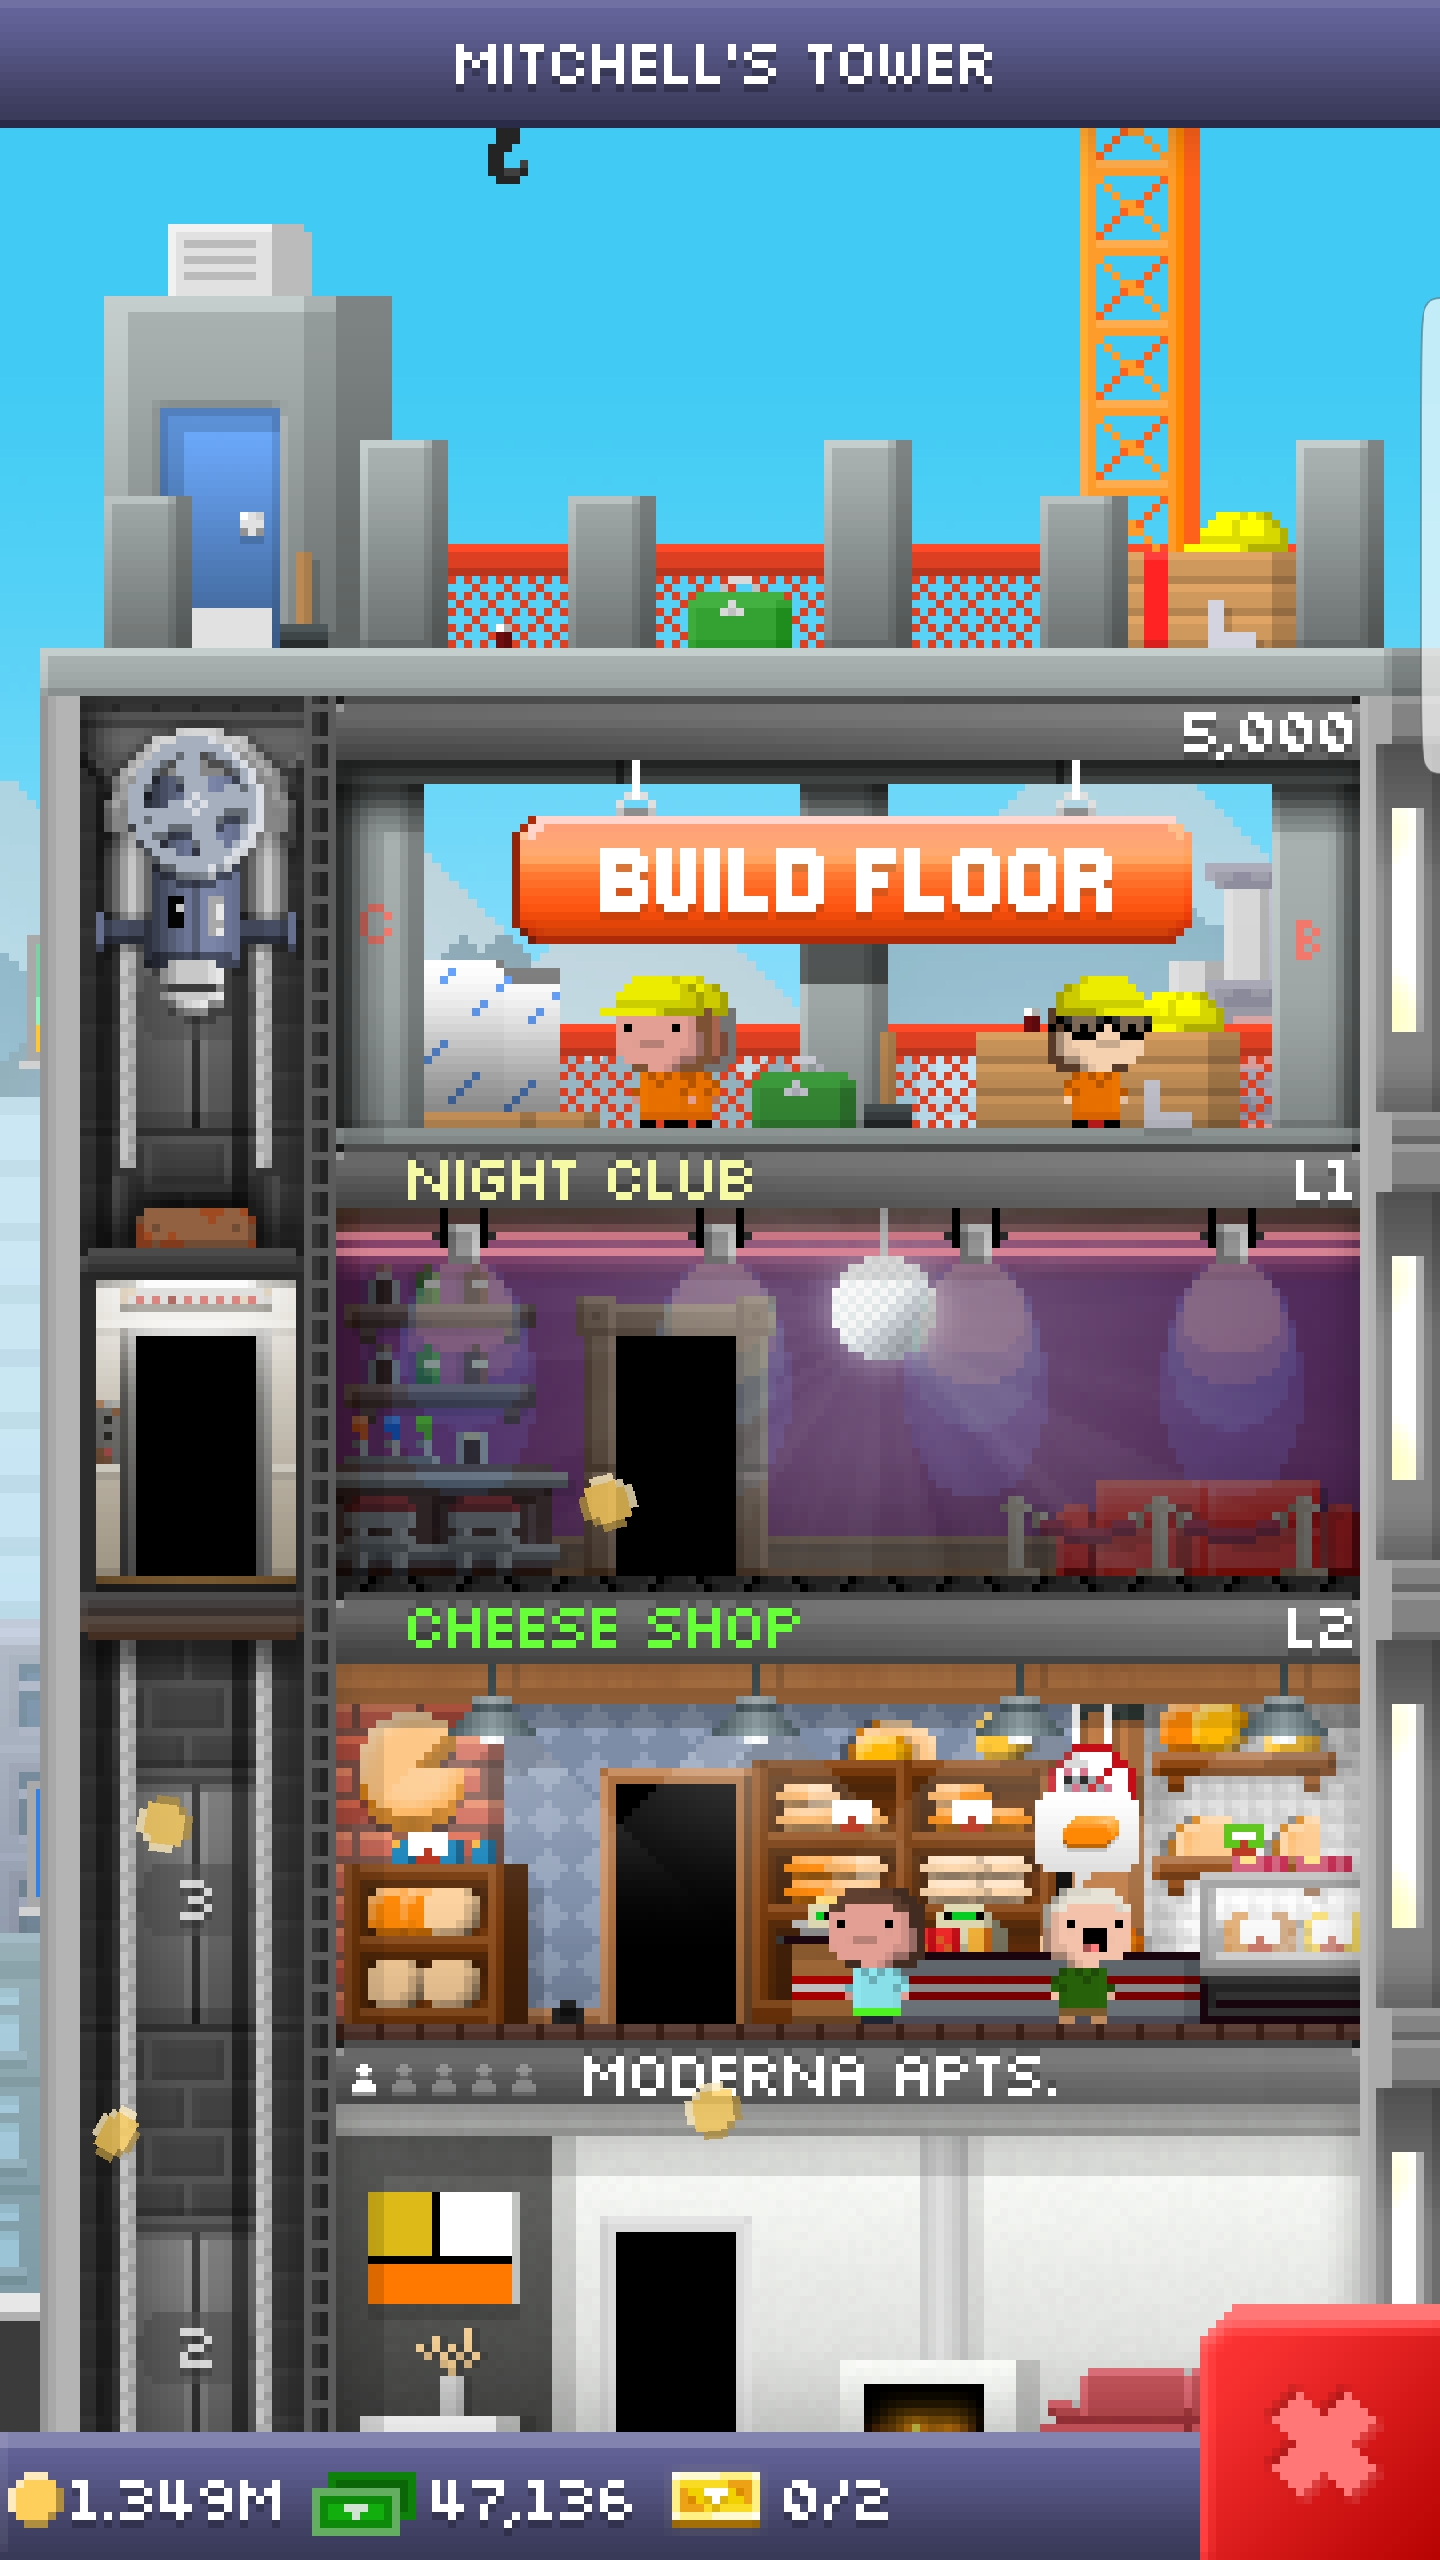 MITCHELL'S TOWER
5,000
BUILD FLOOR
C
B
NIGHT CLUB L1
CHEESE SHOP L2
3
MODERNA APTS.
2
1.349M 47,136 0/2